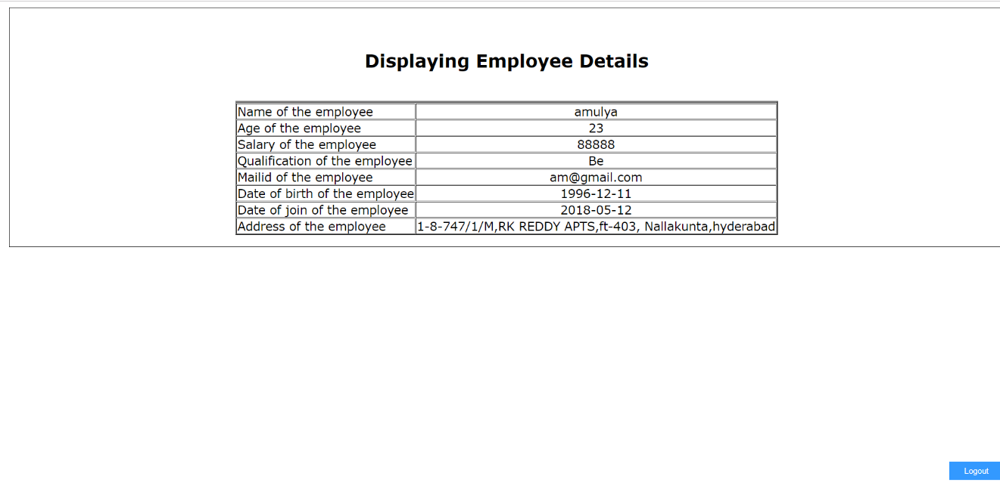 Displaying Employee Details
Name of the employee amulya
Age of the employee 23
Salary of the employee 88888
Qualification of the employee Be
Mailid of the employee am@gmail.com
Date of birth of the employee 1996-12-11
Date of join of the employee 2018-05-12
Address of the employee 1-8-747/1/M,RK REDDY APTS,ft-403, Nallakunta,hyderabad
Logout